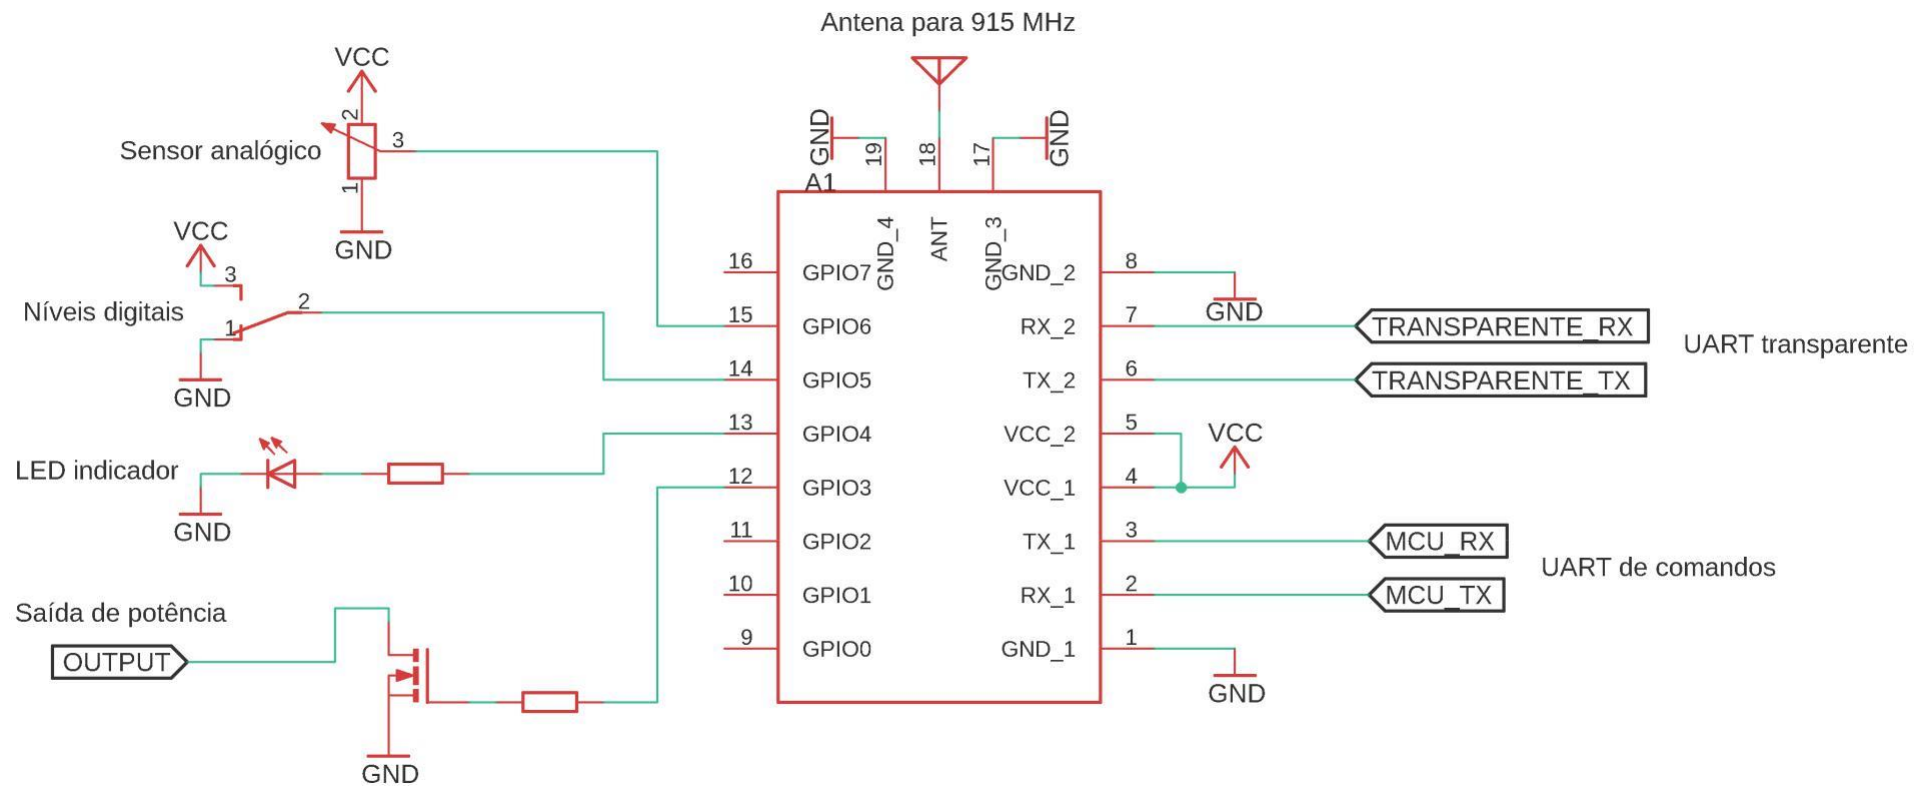 Antena para 915 MHz
VCC
2
3
Sensor analógico
1
GND
VCC
3
Níveis digitais
2
1
GND
LED indicador
GND
Saída de potência
OUTPUT
GND
GND
19
18
17
GND
A1
GND_4
ANT
GND_3
16
GPIO7
15
GPIO6
14
GPIO5
13
GPIO4
12
GPIO3
11
GPIO2
10
GPIO1
9
GPIO0
GND_2
8
GND
RX_2
7
TRANSPARENTE_RX
UART transparente
TX_2
6
TRANSPARENTE_TX
VCC_2
5
VCC
VCC_1
4
TX_1
3
MCU_RX
UART de comandos
RX_1
2
MCU_TX
GND_1
1
GND